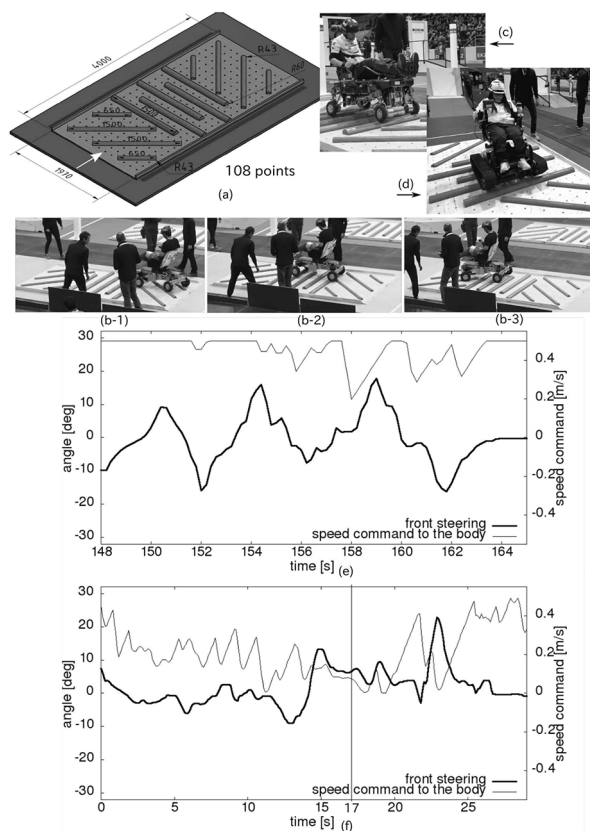 4000
R43
R60
1500
650
1500
1500
650
1970
R43
108 points
(a)
(c)
(d)
(b-1)
(b-2)
(b-3)
30
20
10
0
-10
-20
-30
angle [deg]
0.4
0.2
0
-0.2
-0.4
speed command [m/s]
front steering
speed command to the body
148
150
152
154
156
158
160
162
164
time [s]
(e)
30
20
10
0
-10
-20
-30
angle [deg]
0.4
0.2
0
-0.2
-0.4
speed command [m/s]
front steering
speed command to the body
0
5
10
15
17
20
25
time [s]
(f)